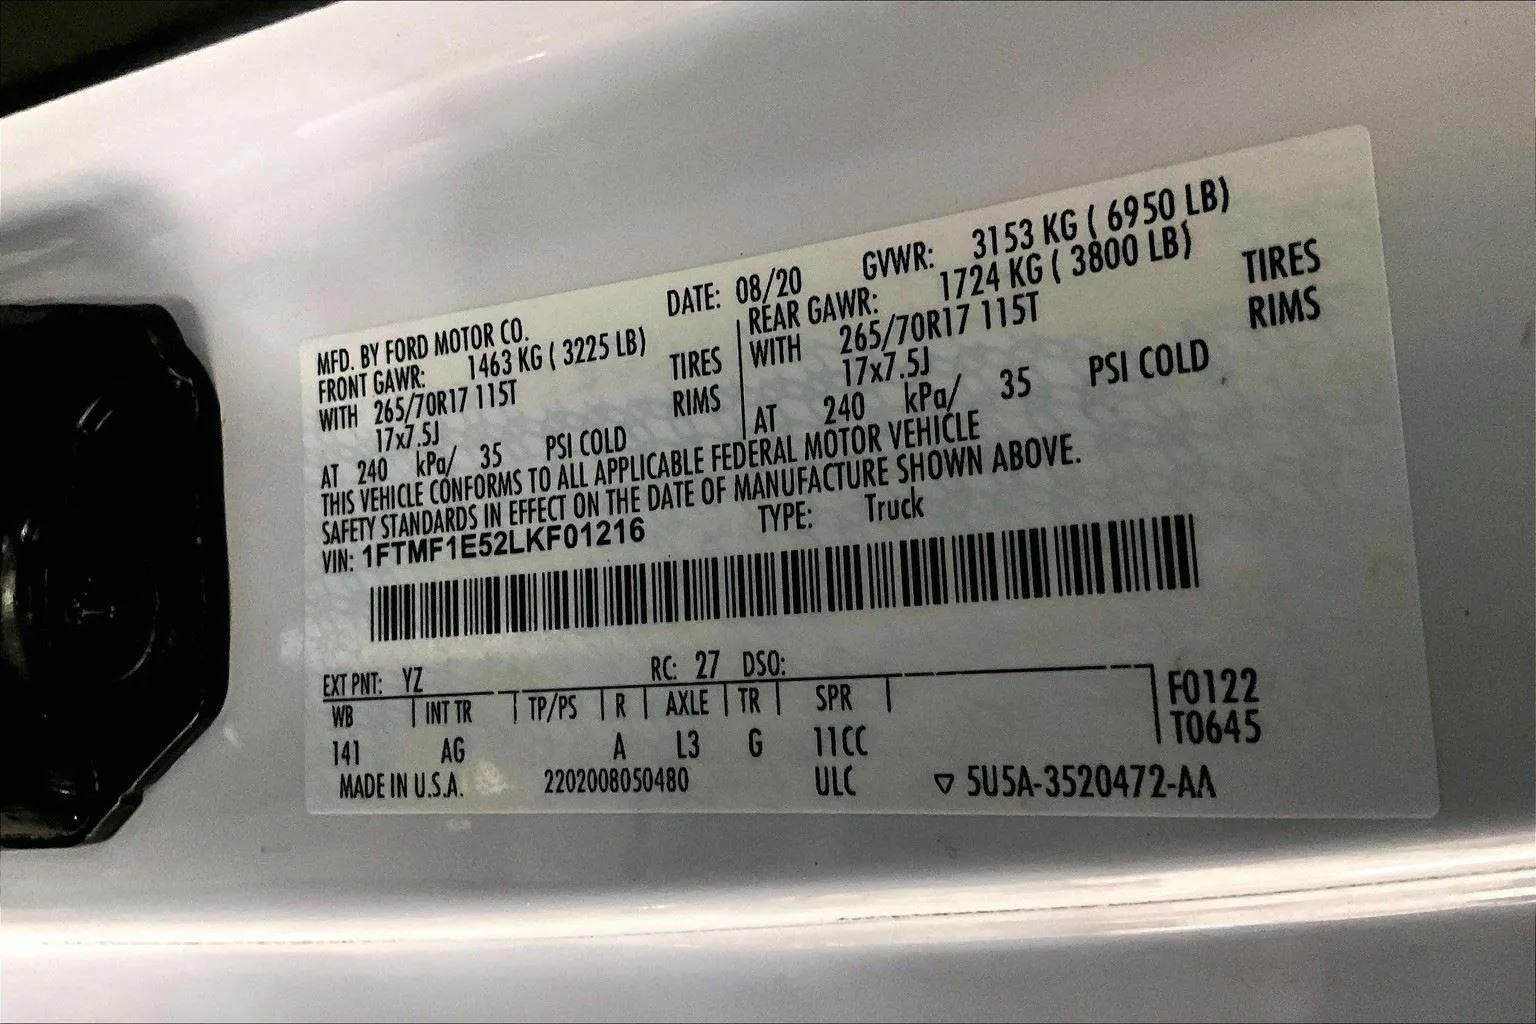 MFD. BY FORD MOTOR CO. DATE: 08/20 GVWR: 3153 KG ( 6950 LB)
FRONT GAWR: 1463 KG ( 3225 LB) REAR GAWR: 1724 KG ( 3800 LB)
WITH 265/70R17 115T TIRES WITH 265/70R17 115T TIRES
17x7.5J RIMS 17x7.5J RIMS
AT 240 kPa/ 35 PSI COLD AT 240 kPa/ 35 PSI COLD
THIS VEHICLE CONFORMS TO ALL APPLICABLE FEDERAL MOTOR VEHICLE
SAFETY STANDARDS IN EFFECT ON THE DATE OF MANUFACTURE SHOWN ABOVE.
VIN: 1FTMF1E52LKF01216 TYPE: Truck
EXT PNT: YZ RC: 27 DSO:
WB INT TR TP/PS R AXLE TR SPR F0122
141 AG A L3 G 11CC T0645
MADE IN U.S.A. 2202008050480 ULC ▽ 5U5A-3520472-AA